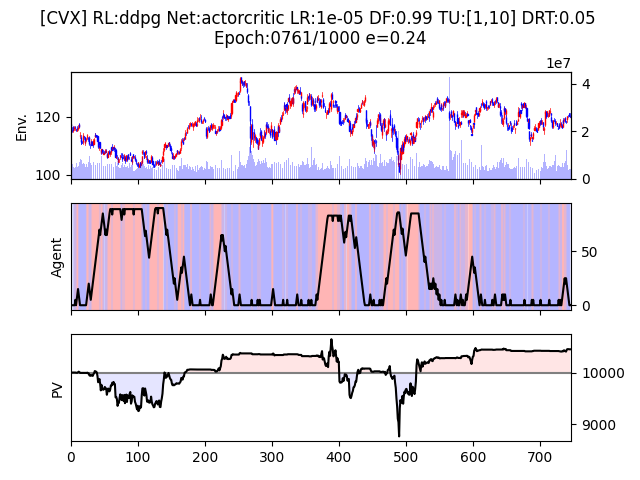 [CVX] RL:ddpg Net:actorcritic LR:1e-05 DF:0.99 TU:[1,10] DRT:0.05
Epoch:0761/1000 e=0.24
1e7
Env.
120
100
4
2
0
Agent
50
0
PV
10000
9000
0 100 200 300 400 500 600 700